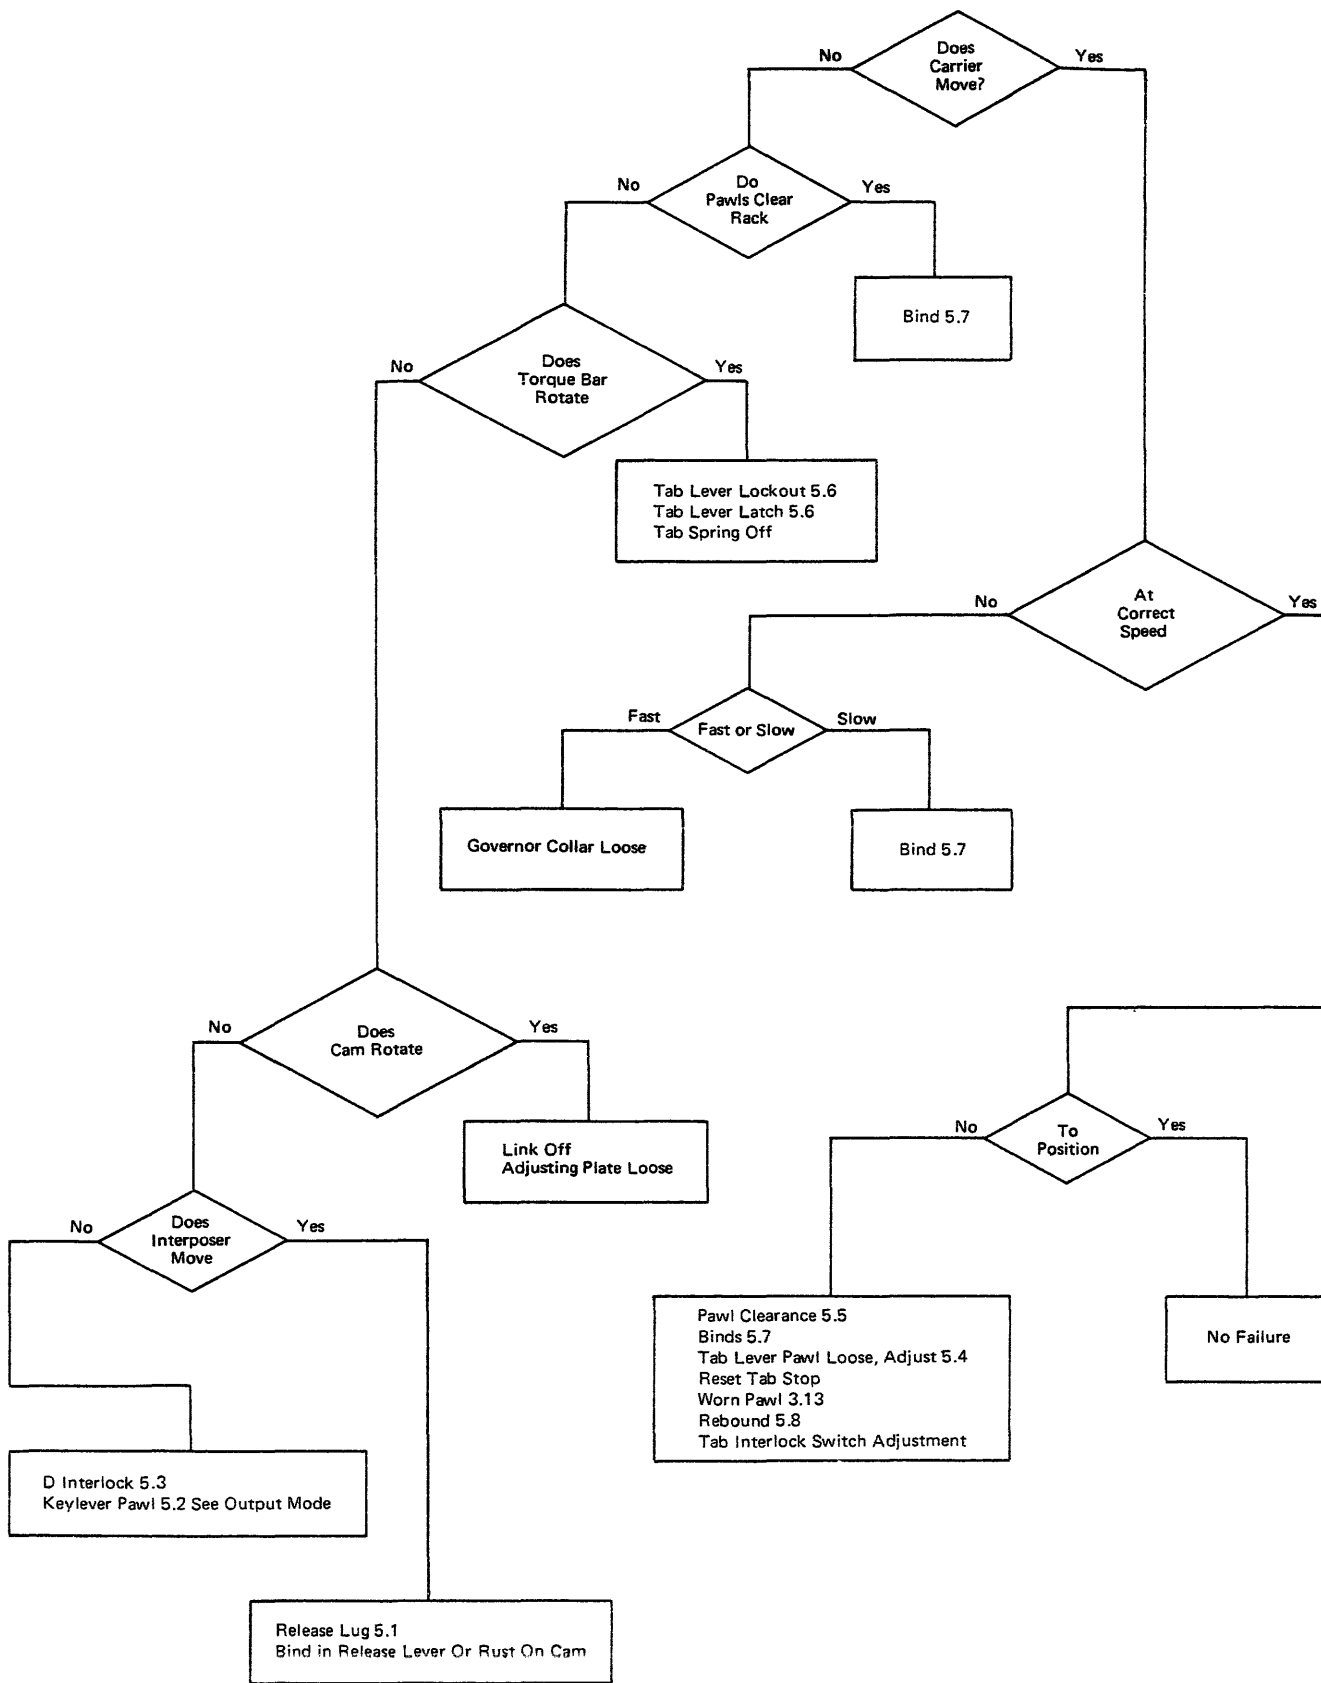 Does
Carrier
Move?
No
Yes
Do
Pawls Clear
Rack
No
Yes
Bind 5.7
Does
Torque Bar
Rotate
No
Yes
Tab Lever Lockout 5.6
Tab Lever Latch 5.6
Tab Spring Off
At
Correct
Speed
No
Yes
Fast or Slow
Fast
Slow
Governor Collar Loose
Bind 5.7
Does
Cam Rotate
No
Yes
Link Off
Adjusting Plate Loose
To
Position
No
Yes
Does
Interposer
Move
No
Yes
Pawl Clearance 5.5
Binds 5.7
Tab Lever Pawl Loose, Adjust 5.4
Reset Tab Stop
Worn Pawl 3.13
Rebound 5.8
Tab Interlock Switch Adjustment
No Failure
D Interlock 5.3
Keylever Pawl 5.2 See Output Mode
Release Lug 5.1
Bind in Release Lever Or Rust On Cam